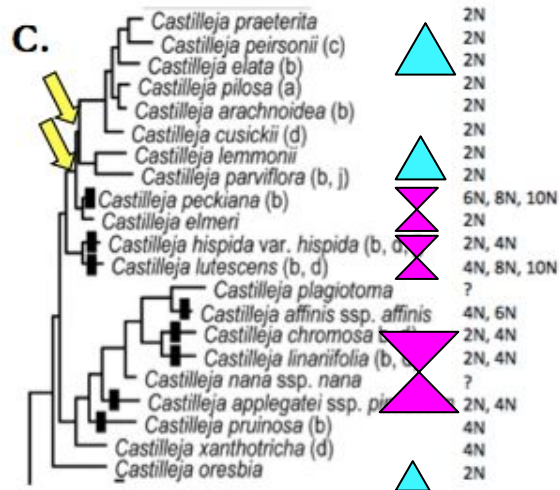 C.
Castilleja praeterita 2N
Castilleja peirsonii (c) 2N
Castilleja elata (b) 2N
Castilleja pilosa (a) 2N
Castilleja arachnoidea (b) 2N
Castilleja cusickii (d) 2N
Castilleja lemmonii 2N
Castilleja parviflora (b, j) 2N
Castilleja peckiana (b) 6N, 8N, 10N
Castilleja elmeri 2N
Castilleja hispida var. hispida (b, d 2N, 4N
Castilleja lutescens (b, d) 4N, 8N, 10N
Castilleja plagiotoma ?
Castilleja affinis ssp. affinis 4N, 6N
Castilleja chromosa 2N, 4N
Castilleja linariifolia (b, 2N, 4N
Castilleja nana ssp. nana ?
Castilleja applegatei ssp. 2N, 4N
Castilleja pruinosa (b) 4N
Castilleja xanthotricha (d) 4N
Castilleja oresbia 2N